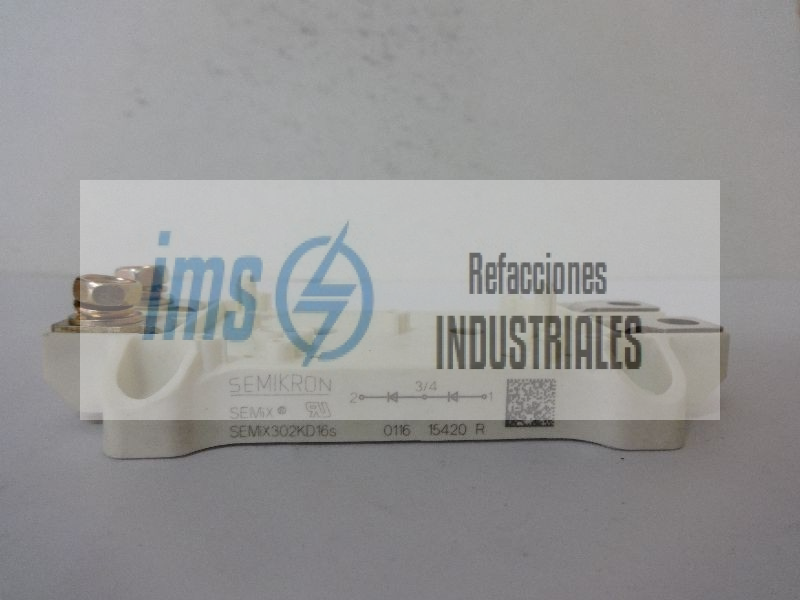 ims
Refacciones
INDUSTRIALES
SEMIKRON
2 3/4 1
SEMiX®
SEMiX302KD16s 0116 15420 R